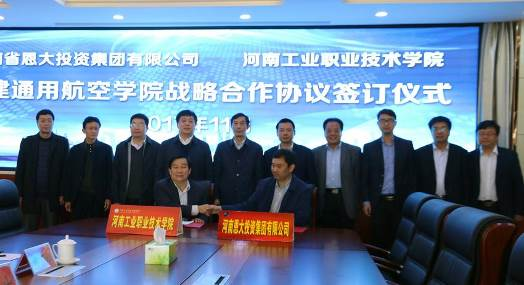 南省恩大投资集团有限公司 河南工业职业技术学院
建通用航空学院战略合作协议签订仪式
河南工业职业技术学院
河南恩大投资集团有限公司